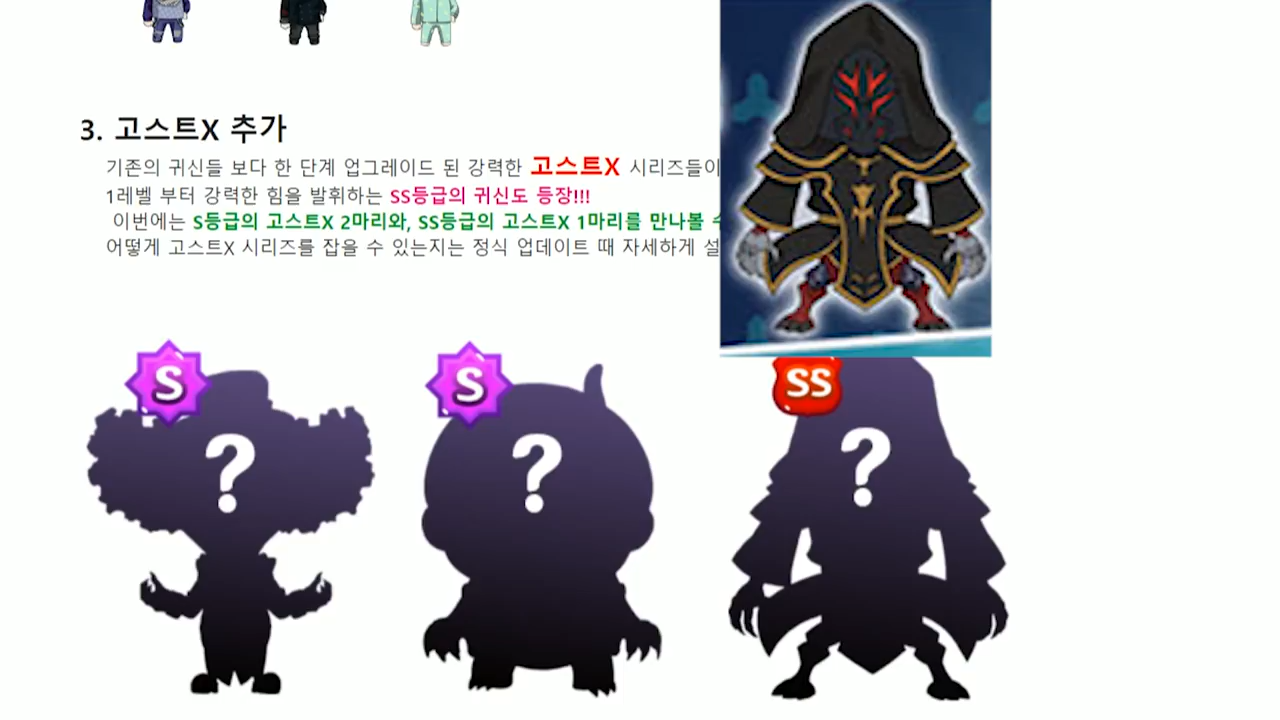 3. 고스트X 추가
기존의 귀신들 보다 한 단계 업그레이드 된 강력한 고스트X 시리즈들이
1레벨 부터 강력한 힘을 발휘하는 SS등급의 귀신도 등장!!!
이번에는 S등급의 고스트X 2마리와, SS등급의 고스트X 1마리를 만나볼
어떻게 고스트X 시리즈를 잡을 수 있는지는 정식 업데이트 때 자세하게 설
S
S
SS
?
?
?